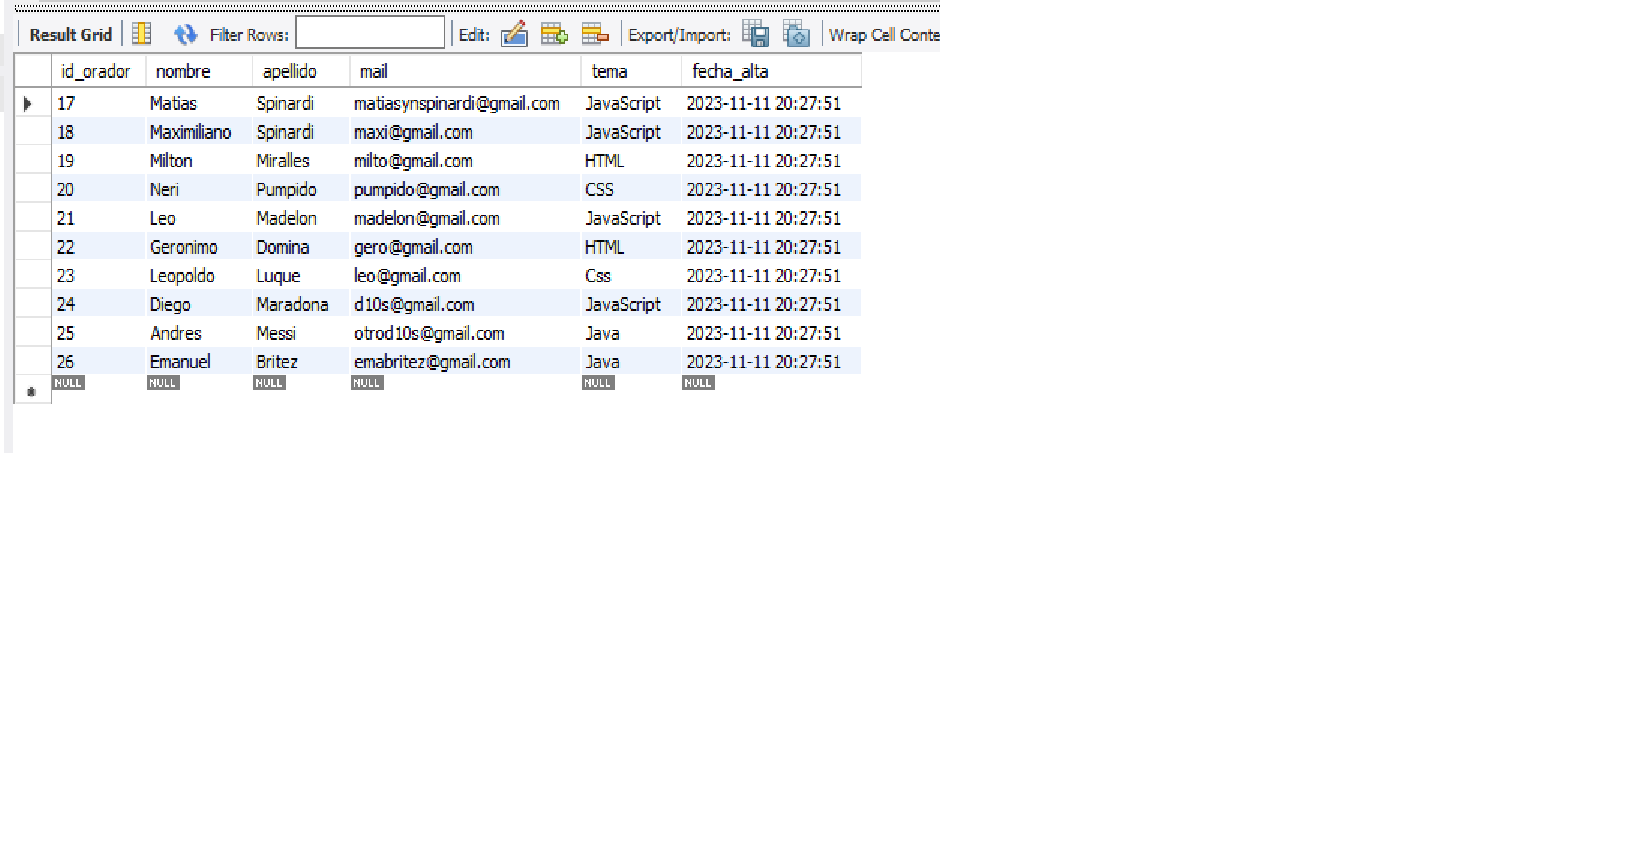 Result Grid Filter Rows: Edit: Export/Import: Wrap Cell Conte
id_orador nombre apellido mail tema fecha_alta
17 Matias Spinardi matiasynspinardi@gmail.com JavaScript 2023-11-11 20:27:51
18 Maximiliano Spinardi maxi@gmail.com JavaScript 2023-11-11 20:27:51
19 Milton Miralles milto@gmail.com HTML 2023-11-11 20:27:51
20 Neri Pumpido pumpido@gmail.com CSS 2023-11-11 20:27:51
21 Leo Madelon madelon@gmail.com JavaScript 2023-11-11 20:27:51
22 Geronimo Domina gero@gmail.com HTML 2023-11-11 20:27:51
23 Leopoldo Luque leo@gmail.com Css 2023-11-11 20:27:51
24 Diego Maradona d10s@gmail.com JavaScript 2023-11-11 20:27:51
25 Andres Messi otrod10s@gmail.com Java 2023-11-11 20:27:51
26 Emanuel Britez emabritez@gmail.com Java 2023-11-11 20:27:51
NULL NULL NULL NULL NULL NULL